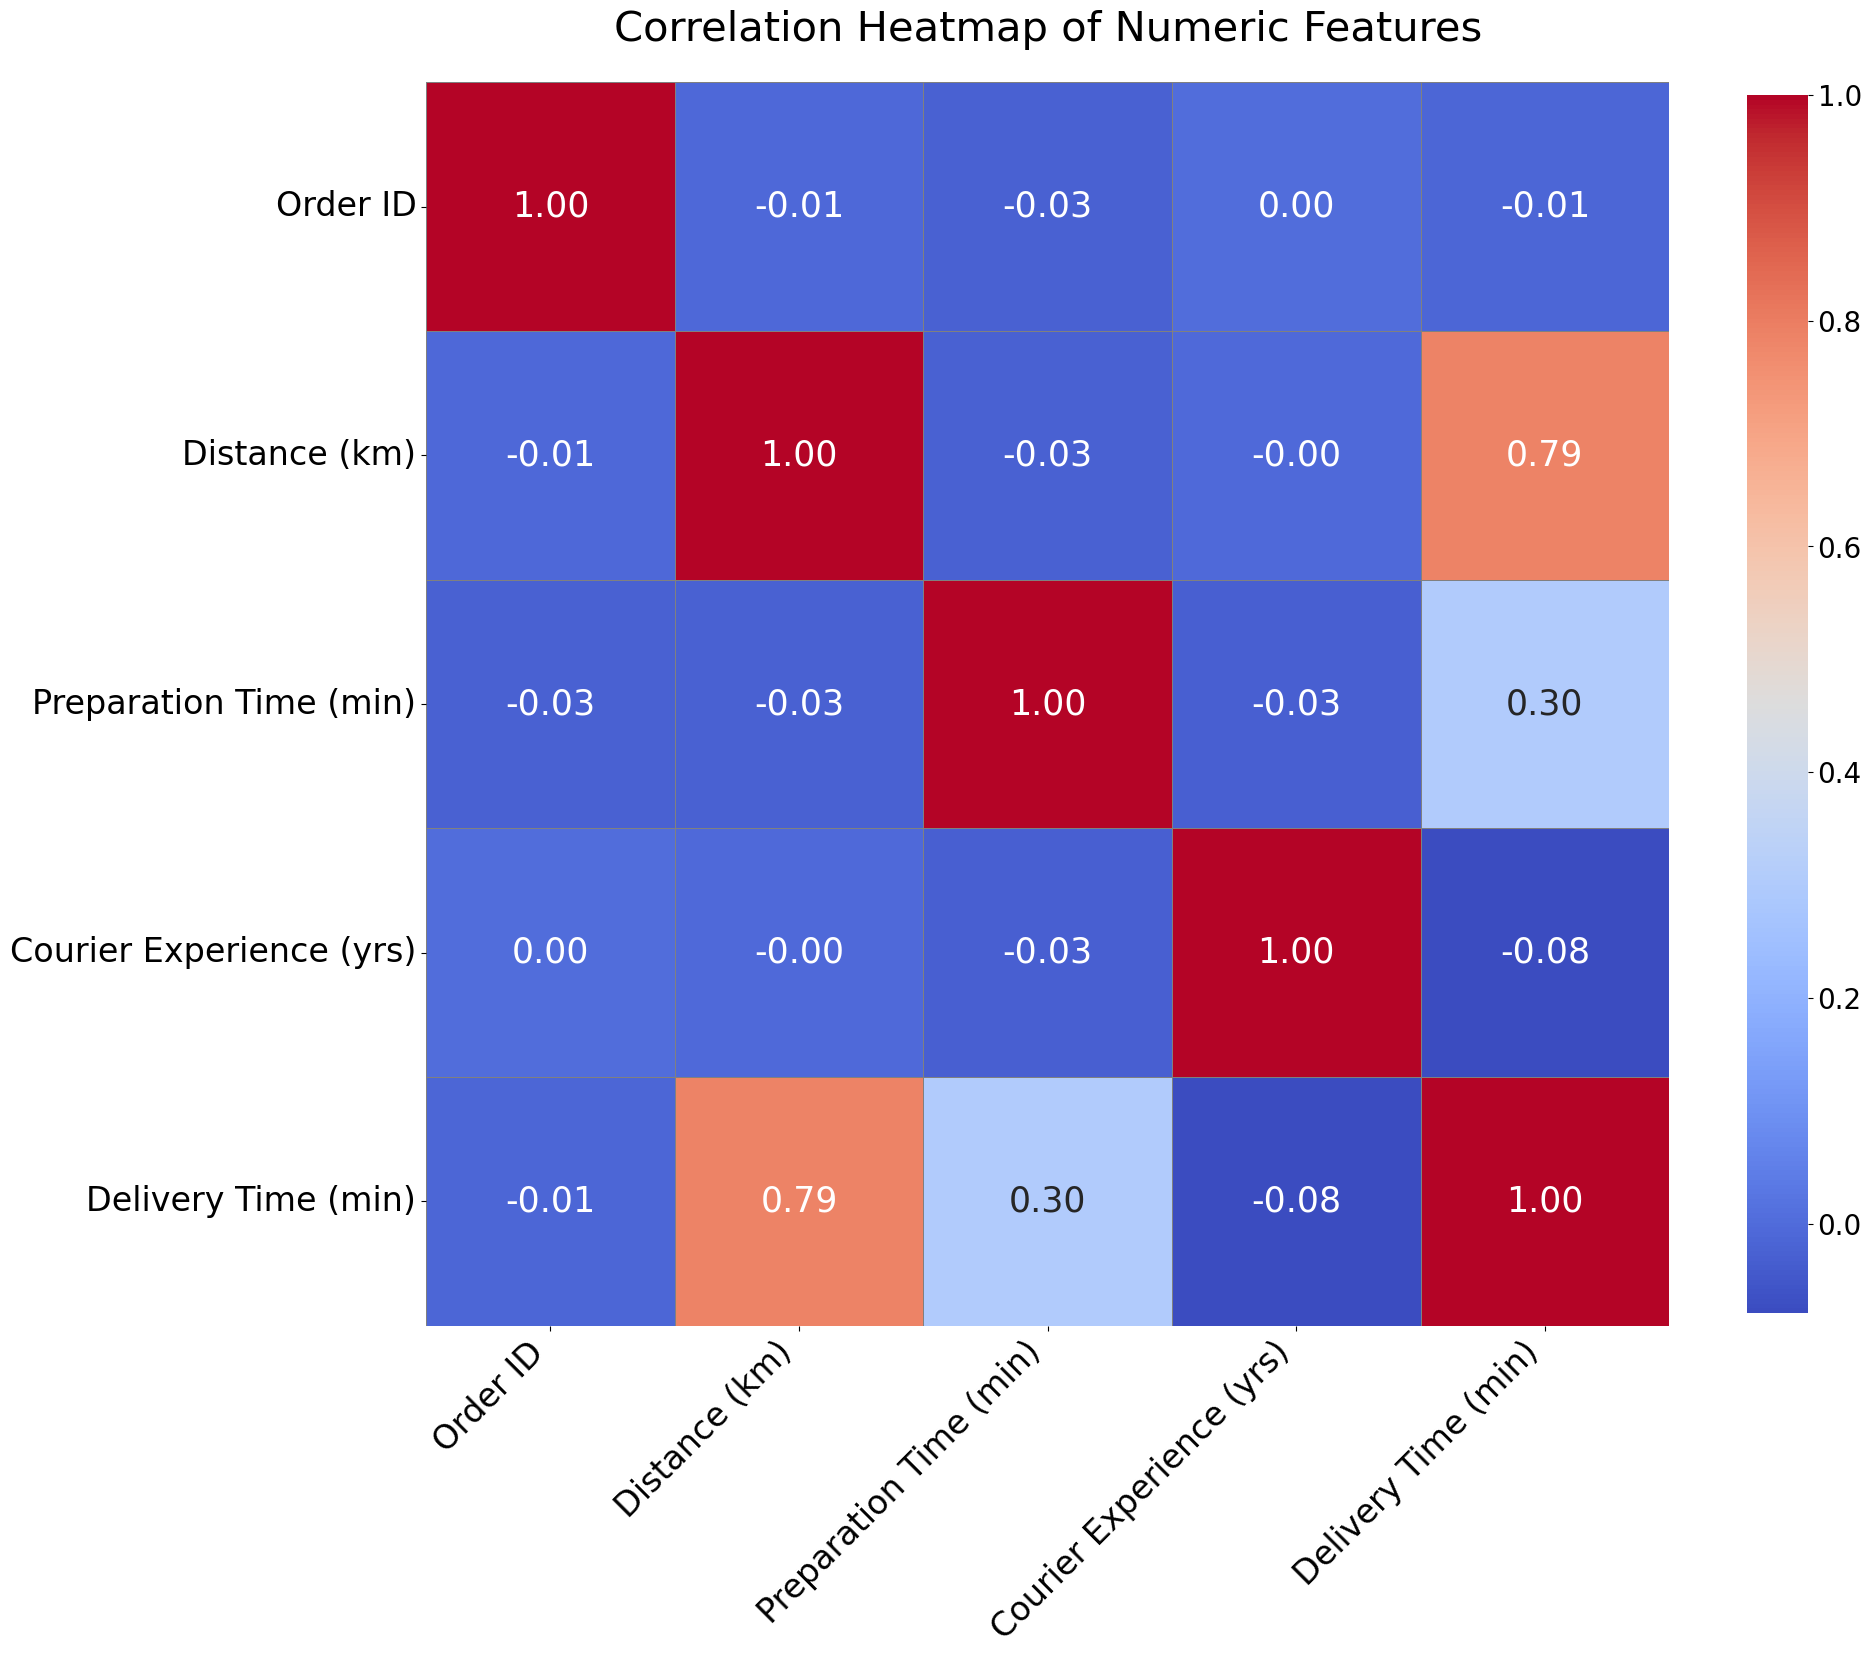 Correlation Heatmap of Numeric Features
1.0
Order ID 1.00 -0.01 -0.03 0.00 -0.01
0.8
Distance (km) -0.01 1.00 -0.03 -0.00 0.79
0.6
Preparation Time (min) -0.03 -0.03 1.00 -0.03 0.30
0.4
Courier Experience (yrs) 0.00 -0.00 -0.03 1.00 -0.08
0.2
Delivery Time (min) -0.01 0.79 0.30 -0.08 1.00
0.0
Order ID
Distance (km)
Preparation Time (min)
Courier Experience (yrs)
Delivery Time (min)